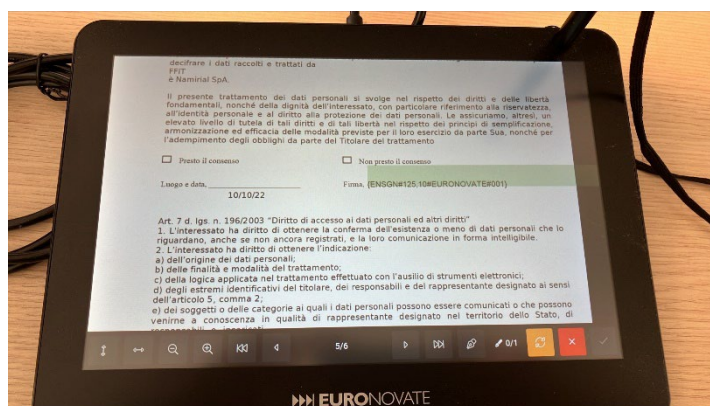 decifrare i dati raccolti e trattati da
FFIT
è Namirial SpA.
Il presente trattamento dei dati personali si svolge nel rispetto dei diritti e delle libertà
fondamentali, nonché della dignità dell'interessato, con particolare riferimento alla riservatezza,
all'identità personale e al diritto alla protezione dei dati personali. Le assicuriamo, altresì, un
elevato livello di tutela di tali diritti e di tali libertà nel rispetto dei principi di semplificazione,
armonizzazione ed efficacia delle modalità previste per il loro esercizio da parte Sua, nonché per
l'adempimento degli obblighi da parte del Titolare del trattamento
Presto il consenso Non presto il consenso
Luogo e data, Firma, {ENSGN#125,10#EURONOVATE#001}
10/10/22
Art. 7 d. lgs. n. 196/2003 "Diritto di accesso ai dati personali ed altri diritti"
1. L'interessato ha diritto di ottenere la conferma dell'esistenza o meno di dati personali che lo
riguardano, anche se non ancora registrati, e la loro comunicazione in forma intelligibile.
2. L'interessato ha diritto di ottenere l'indicazione:
a) dell'origine dei dati personali;
b) delle finalità e modalità del trattamento;
c) della logica applicata nel trattamento effettuato con l'ausilio di strumenti elettronici;
d) degli estremi identificativi del titolare, dei responsabili e del rappresentante designato ai sensi
dell'articolo 5, comma 2;
e) dei soggetti o delle categorie ai quali i dati personali possono essere comunicati o che possono
venirne a conoscenza in qualità di rappresentante designato nel territorio dello Stato, di
5/6 0/1
EURONOVATE